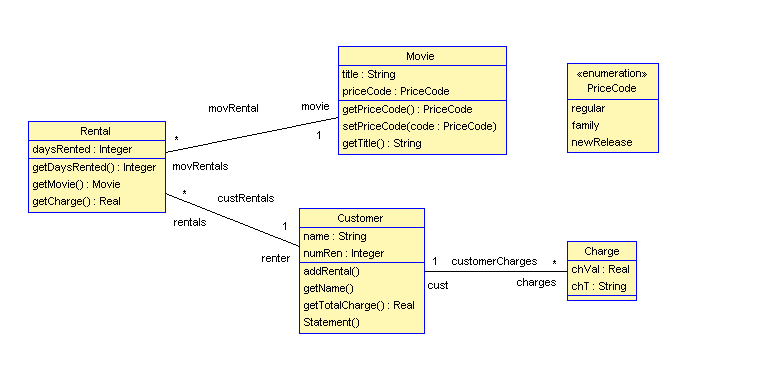 Movie
title : String
priceCode : PriceCode
getPriceCode() : PriceCode
setPriceCode(code : PriceCode)
getTitle() : String
«enumeration»
PriceCode
regular
family
newRelease
movRental
movie
*
1
movRentals
Rental
daysRented : Integer
getDaysRented() : Integer
getMovie() : Movie
getCharge() : Real
*
custRentals
rentals
1
renter
Customer
name : String
numRen : Integer
addRental()
getName()
getTotalCharge() : Real
Statement()
1
customerCharges
*
cust
charges
Charge
chVal : Real
chT : String